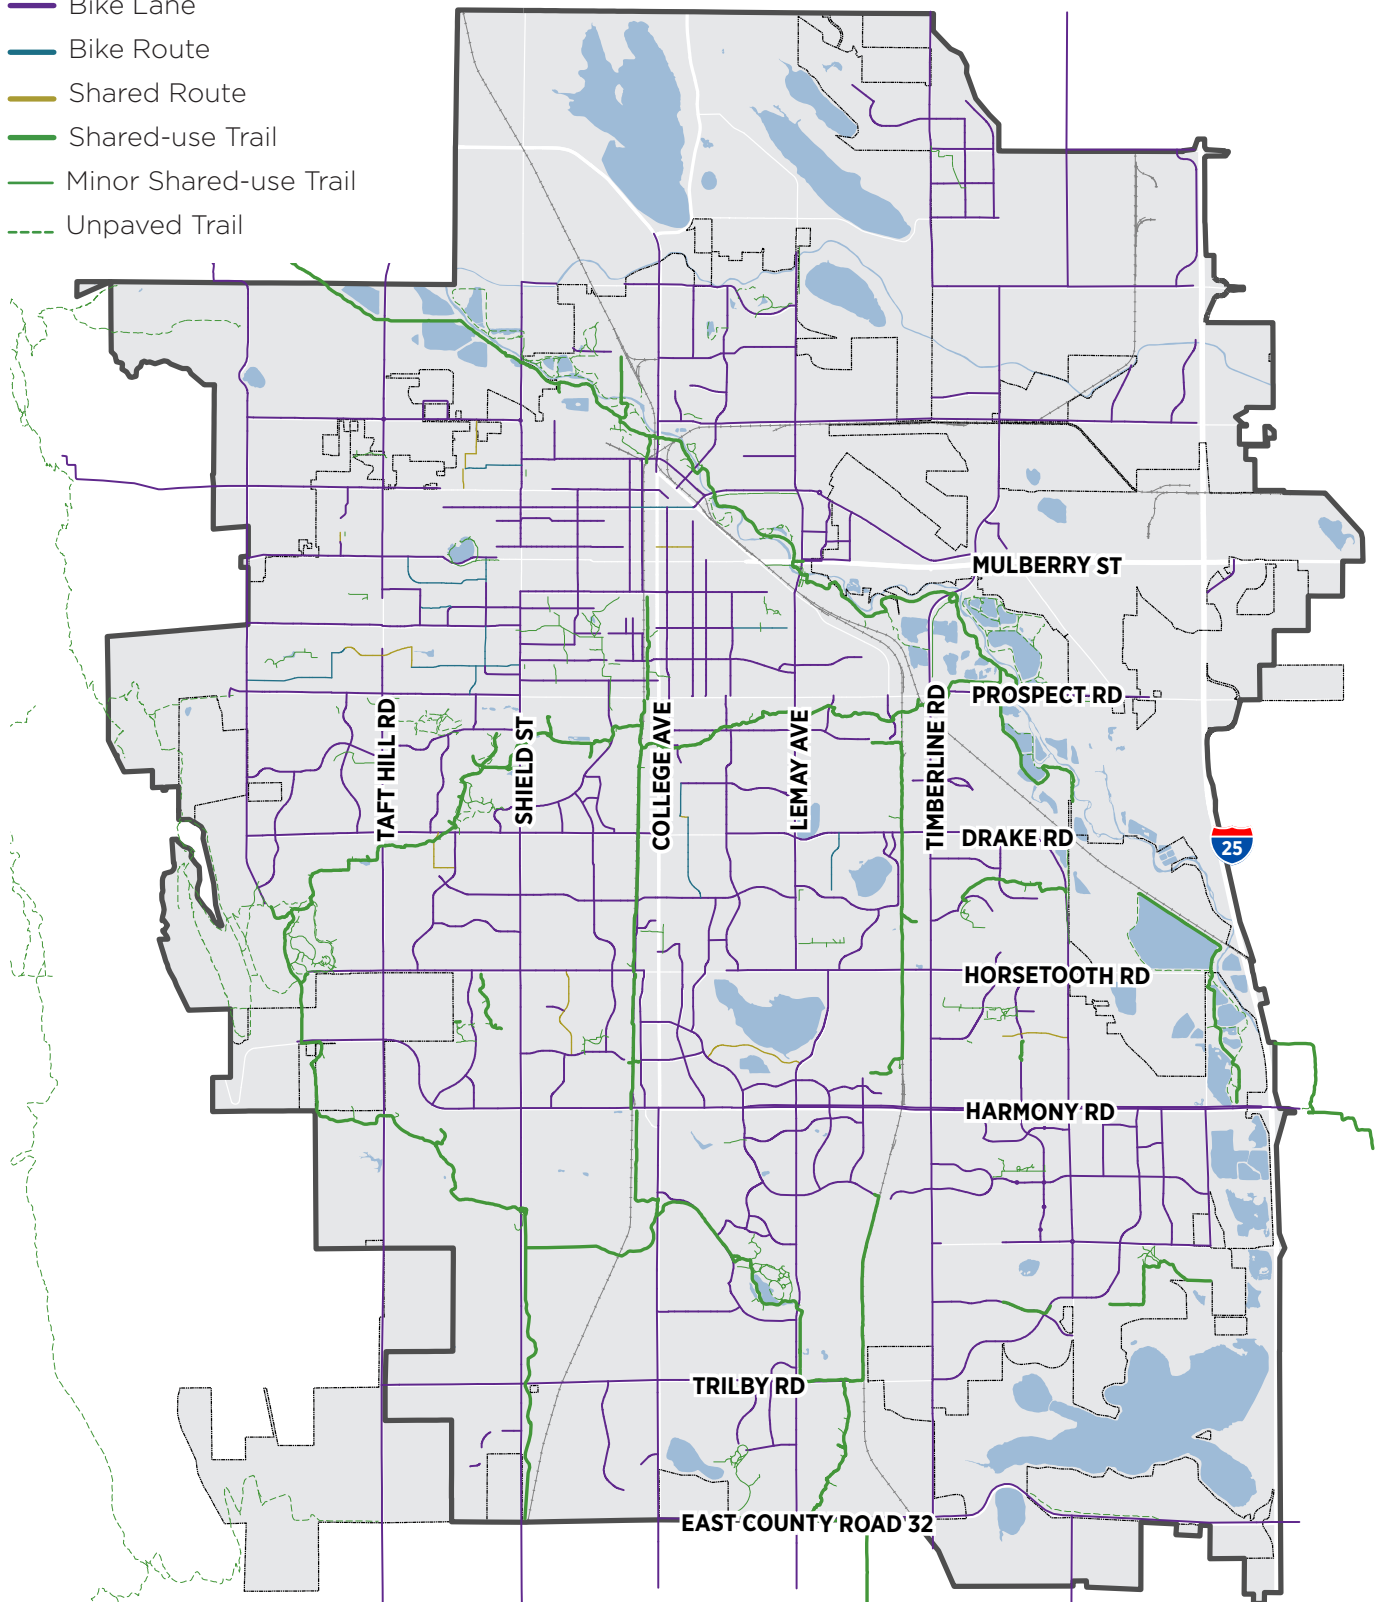 Bike Lane
Bike Route
Shared Route
Shared-use Trail
Minor Shared-use Trail
Unpaved Trail
MULBERRY ST
PROSPECT RD
TAFT HILL RD
SHIELD ST
COLLEGE AVE
LEMAY AVE
TIMBERLINE RD
DRAKE RD
25
HORSETOOTH RD
HARMONY RD
TRILBY RD
EAST COUNTY ROAD 32